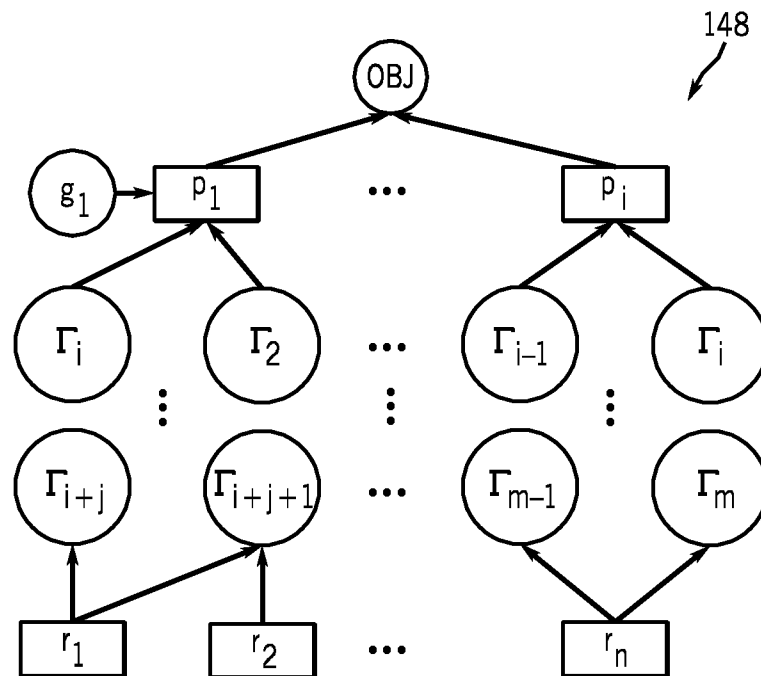 148
OBJ
g₁ p₁ ... pᵢ
Γᵢ Γ₂ ... Γᵢ₋₁ Γᵢ
⋮ ⋮ ⋮
Γᵢ₊ⱼ Γᵢ₊ⱼ₊₁ ... Γₘ₋₁ Γₘ
r₁ r₂ ... rₙ